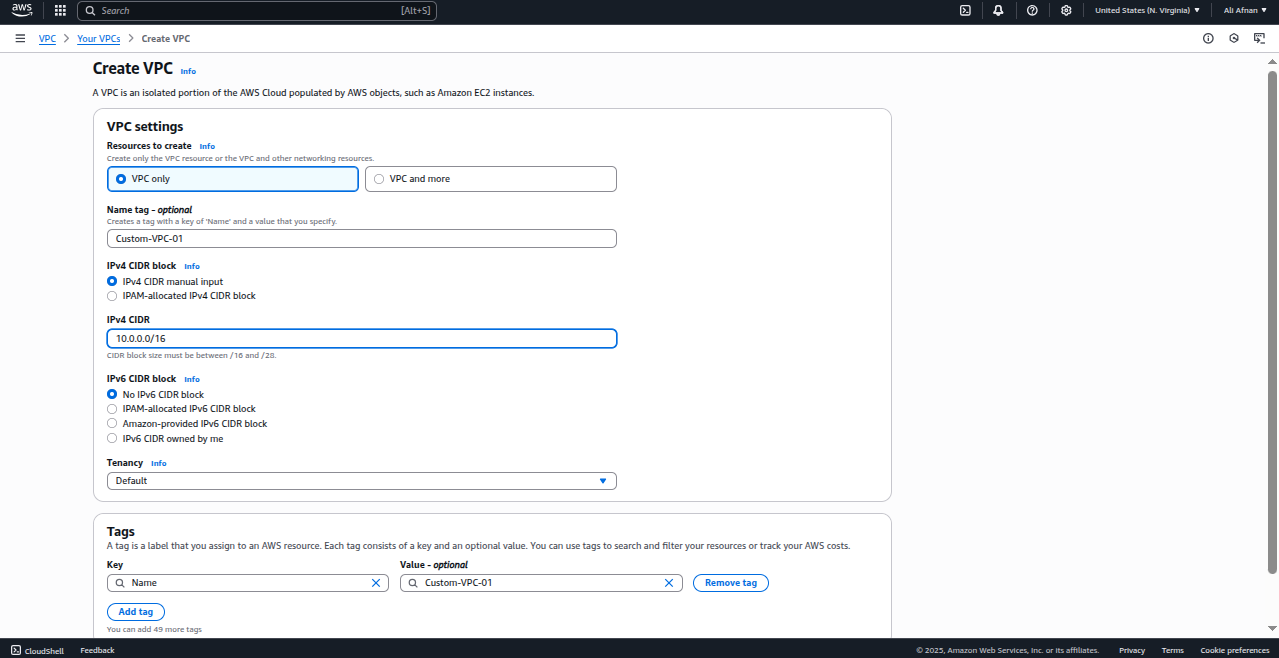 aws
Search [Alt+S]
United States (N. Virginia)
Ali Afnan
VPC > Your VPCs > Create VPC
Create VPC Info
A VPC is an isolated portion of the AWS Cloud populated by AWS objects, such as Amazon EC2 instances.
VPC settings
Resources to create Info
Create only the VPC resource or the VPC and other networking resources.
VPC only
VPC and more
Name tag - optional
Creates a tag with a key of 'Name' and a value that you specify.
Custom-VPC-01
IPv4 CIDR block Info
IPv4 CIDR manual input
IPAM-allocated IPv4 CIDR block
IPv4 CIDR
10.0.0.0/16
CIDR block size must be between /16 and /28.
IPv6 CIDR block Info
No IPv6 CIDR block
IPAM-allocated IPv6 CIDR block
Amazon-provided IPv6 CIDR block
IPv6 CIDR owned by me
Tenancy Info
Default
Tags
A tag is a label that you assign to an AWS resource. Each tag consists of a key and an optional value. You can use tags to search and filter your resources or track your AWS costs.
Key Value - optional
Name Custom-VPC-01 Remove tag
Add tag
You can add 49 more tags
CloudShell Feedback © 2025, Amazon Web Services, Inc. or its affiliates. Privacy Terms Cookie preferences